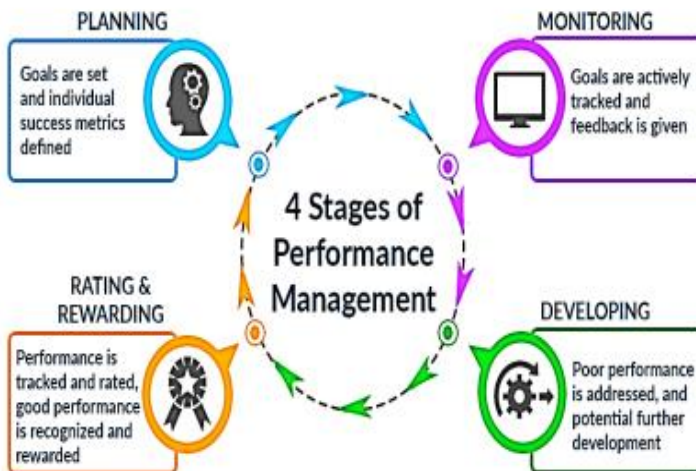 PLANNING
Goals are set
and individual
success metrics
defined
MONITORING
Goals are actively
tracked and
feedback is given
4 Stages of
Performance
Management
RATING &
REWARDING
Performance is
tracked and rated,
good performance
is recognized and
rewarded
DEVELOPING
Poor performance
is addressed, and
potential further
development